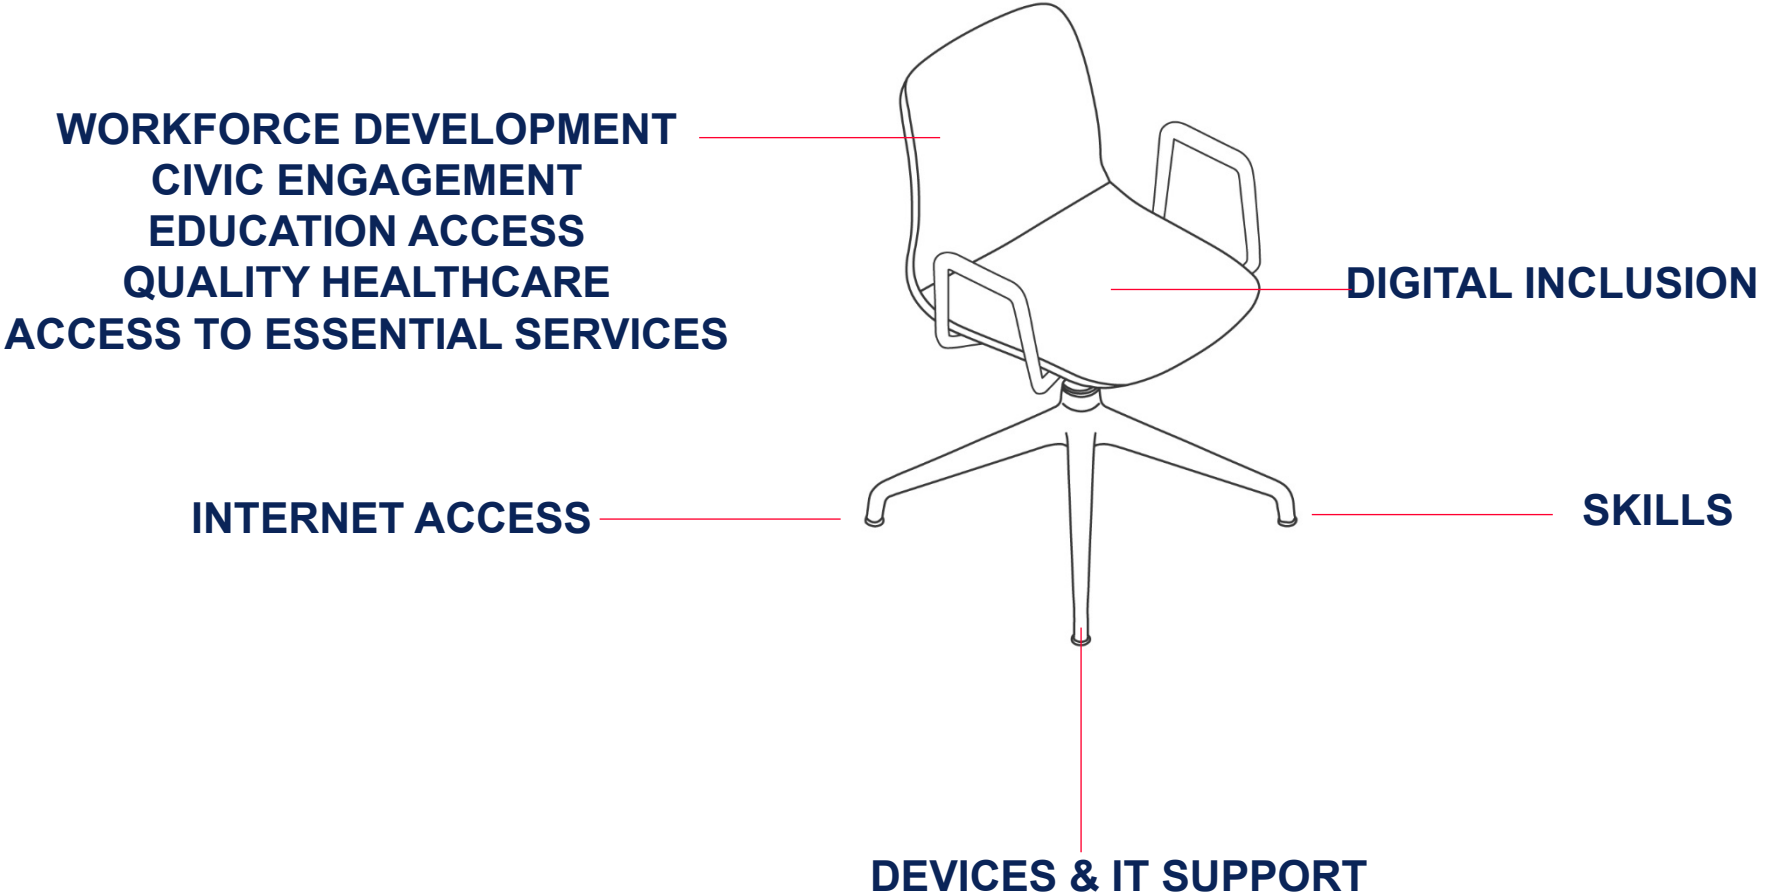 WORKFORCE DEVELOPMENT
CIVIC ENGAGEMENT
EDUCATION ACCESS
QUALITY HEALTHCARE
ACCESS TO ESSENTIAL SERVICES
DIGITAL INCLUSION
INTERNET ACCESS
SKILLS
DEVICES & IT SUPPORT